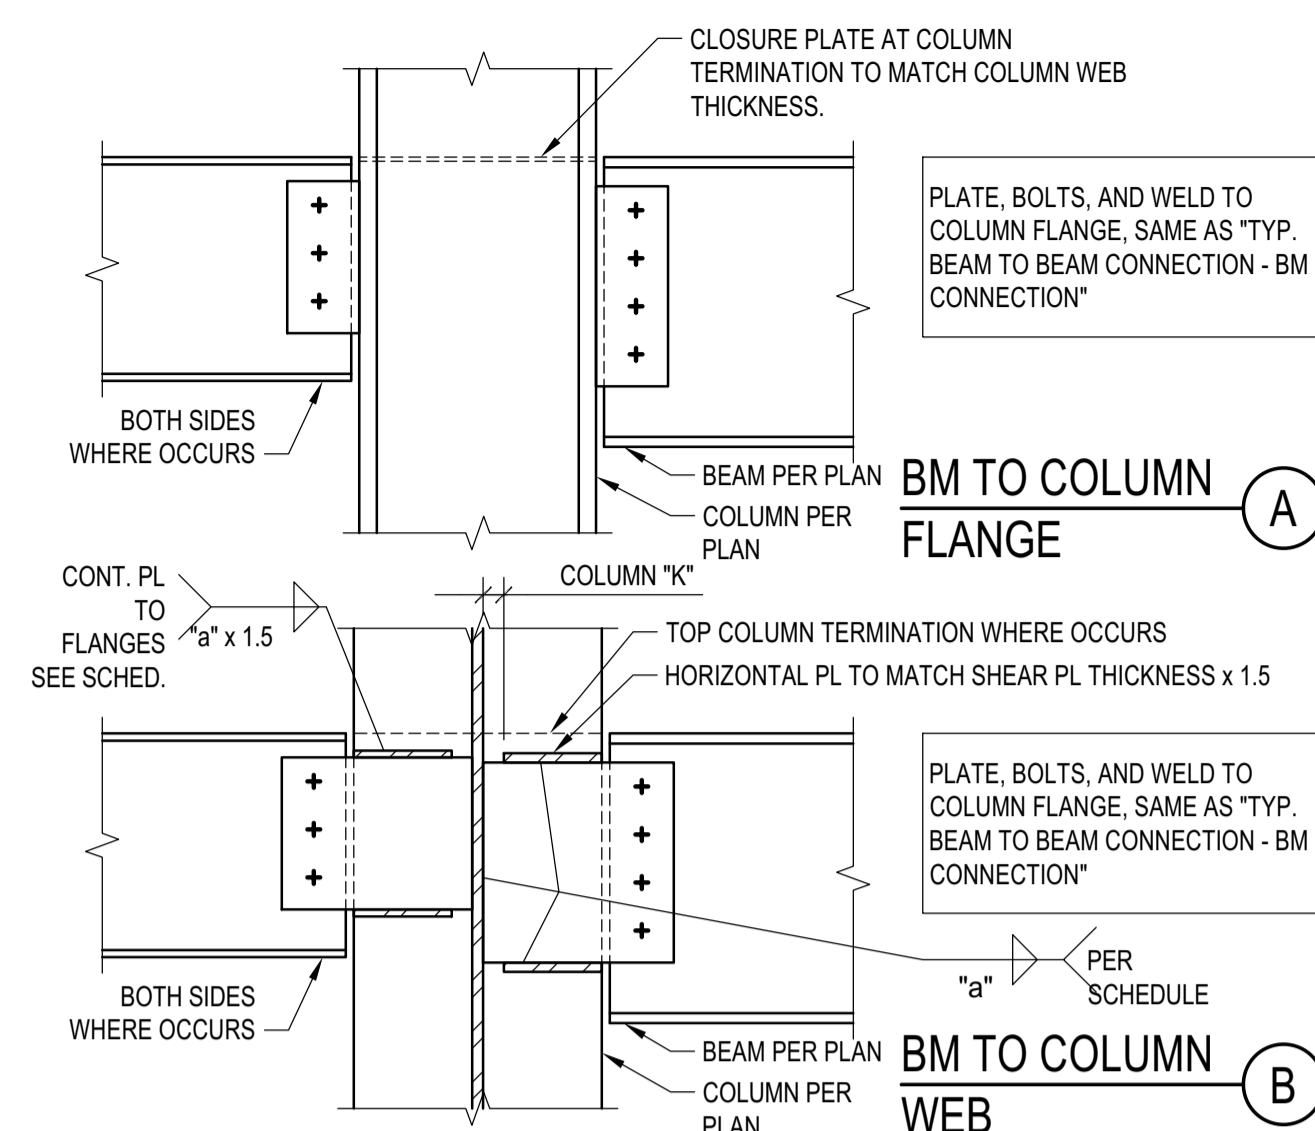 CLOSURE PLATE AT COLUMN
TERMINATION TO MATCH COLUMN WEB
THICKNESS.
PLATE, BOLTS, AND WELD TO
COLUMN FLANGE, SAME AS "TYP.
BEAM TO BEAM CONNECTION - BM
CONNECTION"
BOTH SIDES
WHERE OCCURS
BEAM PER PLAN
COLUMN PER
PLAN
BM TO COLUMN
FLANGE
A
CONT. PL
TO
FLANGES
SEE SCHED.
"a" x 1.5
COLUMN "K"
TOP COLUMN TERMINATION WHERE OCCURS
HORIZONTAL PL TO MATCH SHEAR PL THICKNESS x 1.5
PLATE, BOLTS, AND WELD TO
COLUMN FLANGE, SAME AS "TYP.
BEAM TO BEAM CONNECTION - BM
CONNECTION"
"a"
PER
SCHEDULE
BOTH SIDES
WHERE OCCURS
BEAM PER PLAN
COLUMN PER
PLAN
BM TO COLUMN
WEB
B